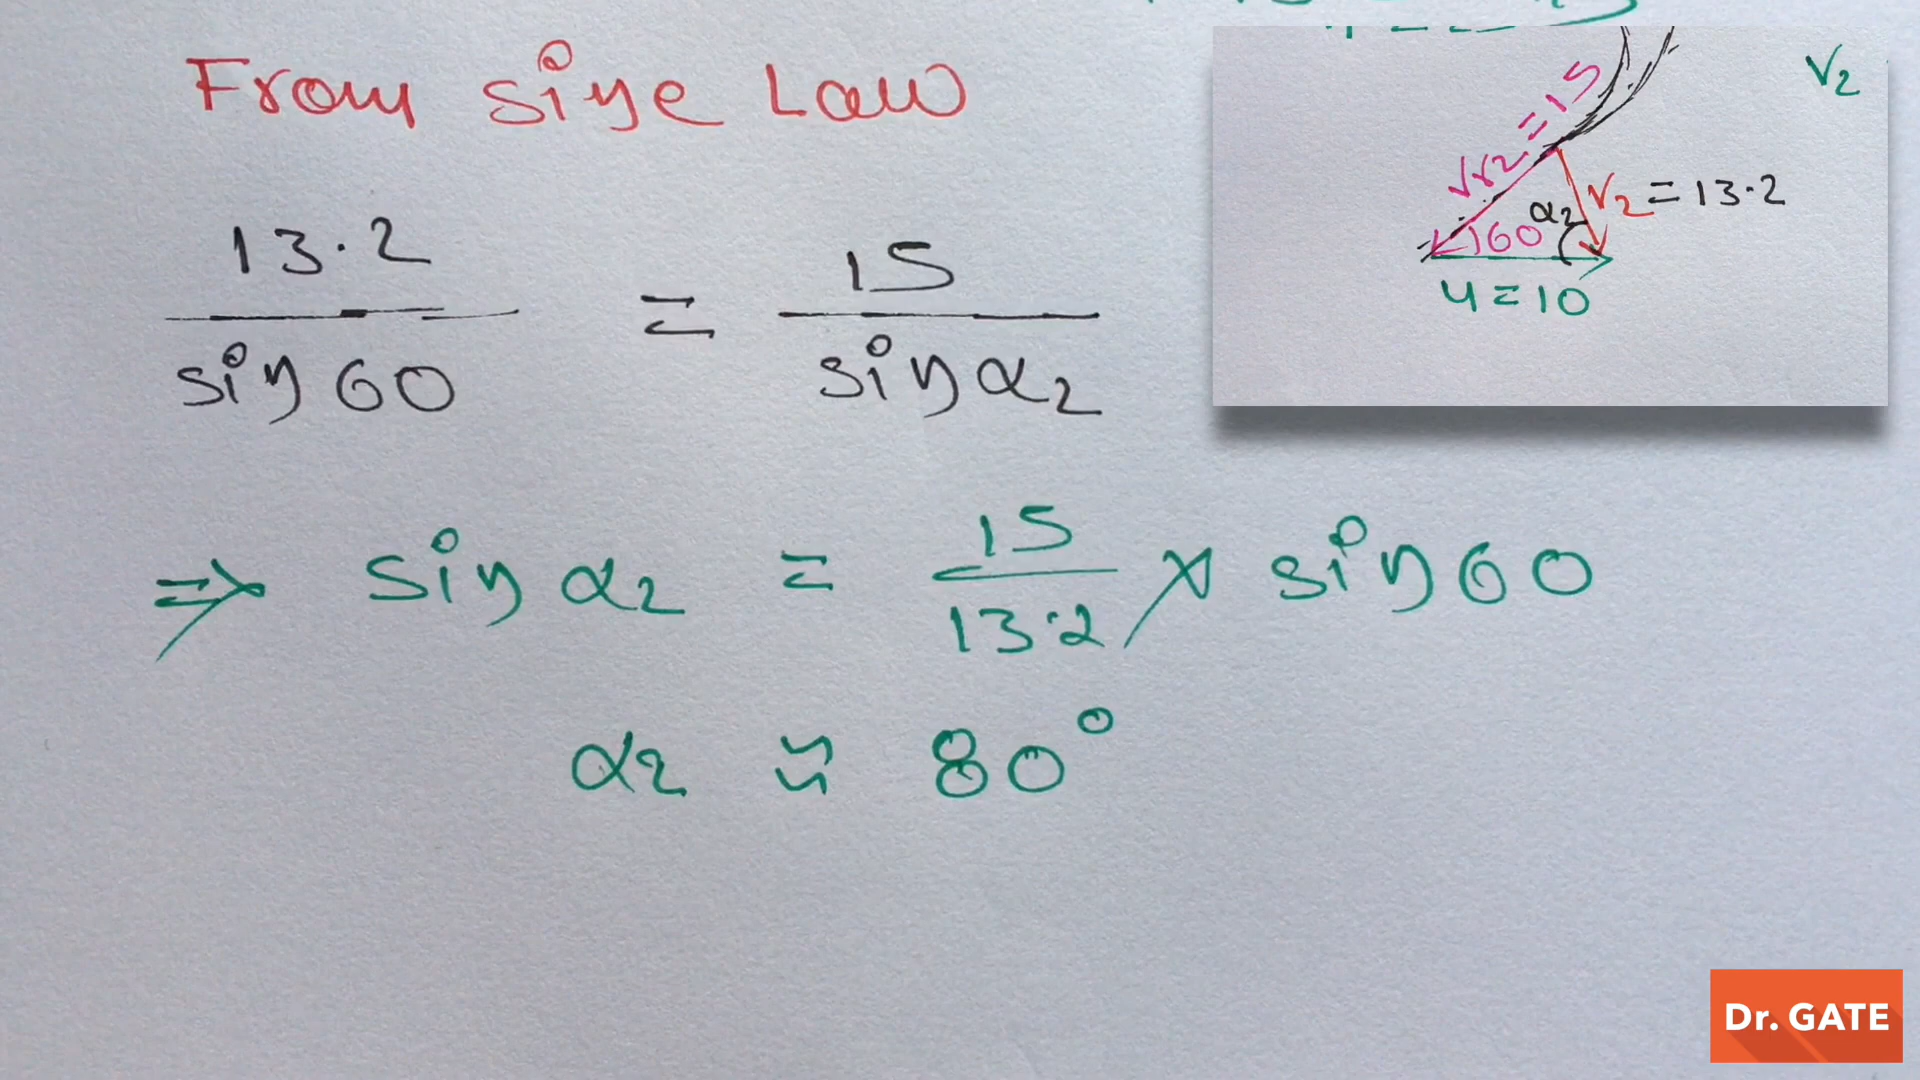 From sine Law
13.2 / sin 60 = 15 / sin α2
⇒ sin α2 = 15 / 13.2 × sin 60
α2 ≈ 80°
V2
Vr2 = 15
α2
V2 = 13.2
60
u = 10
Dr. GATE